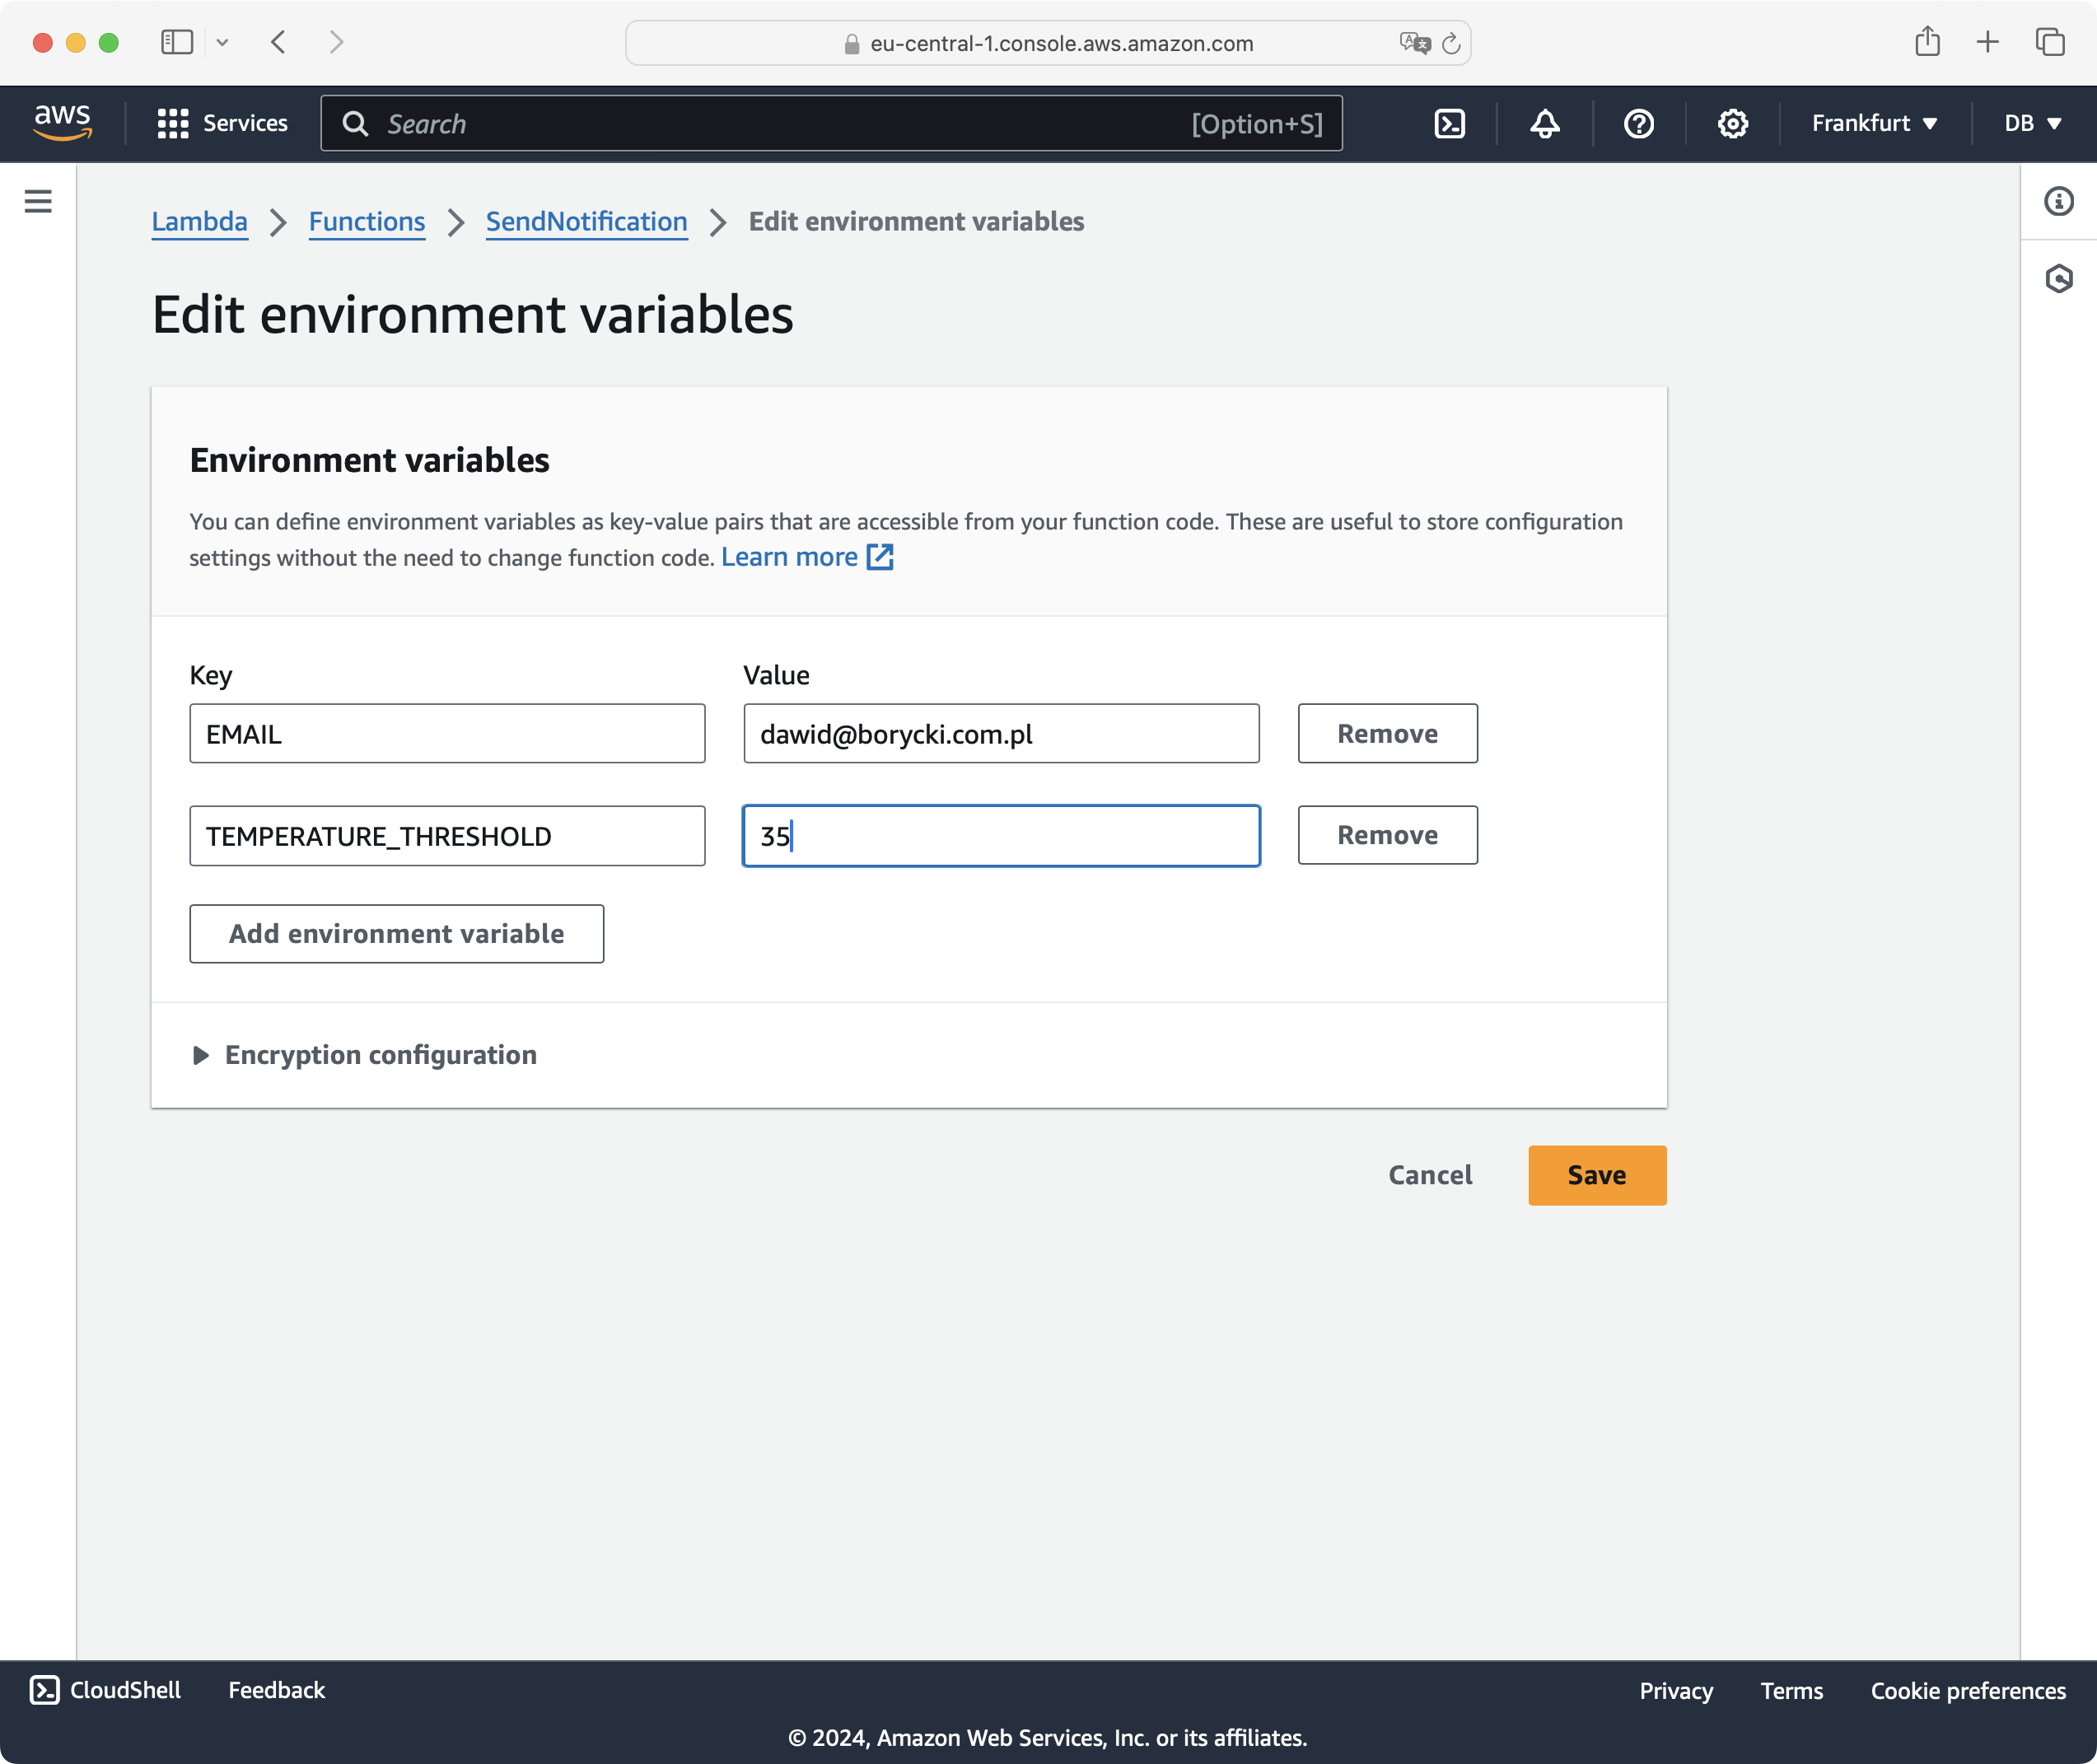 eu-central-1.console.aws.amazon.com
aws
Services
Search
[Option+S]
Frankfurt
DB
Lambda
Functions
SendNotification
Edit environment variables
Edit environment variables
Environment variables
You can define environment variables as key-value pairs that are accessible from your function code. These are useful to store configuration
settings without the need to change function code. Learn more
Key
Value
EMAIL
dawid@borycki.com.pl
Remove
TEMPERATURE_THRESHOLD
35
Remove
Add environment variable
Encryption configuration
Cancel
Save
CloudShell
Feedback
Privacy
Terms
Cookie preferences
© 2024, Amazon Web Services, Inc. or its affiliates.